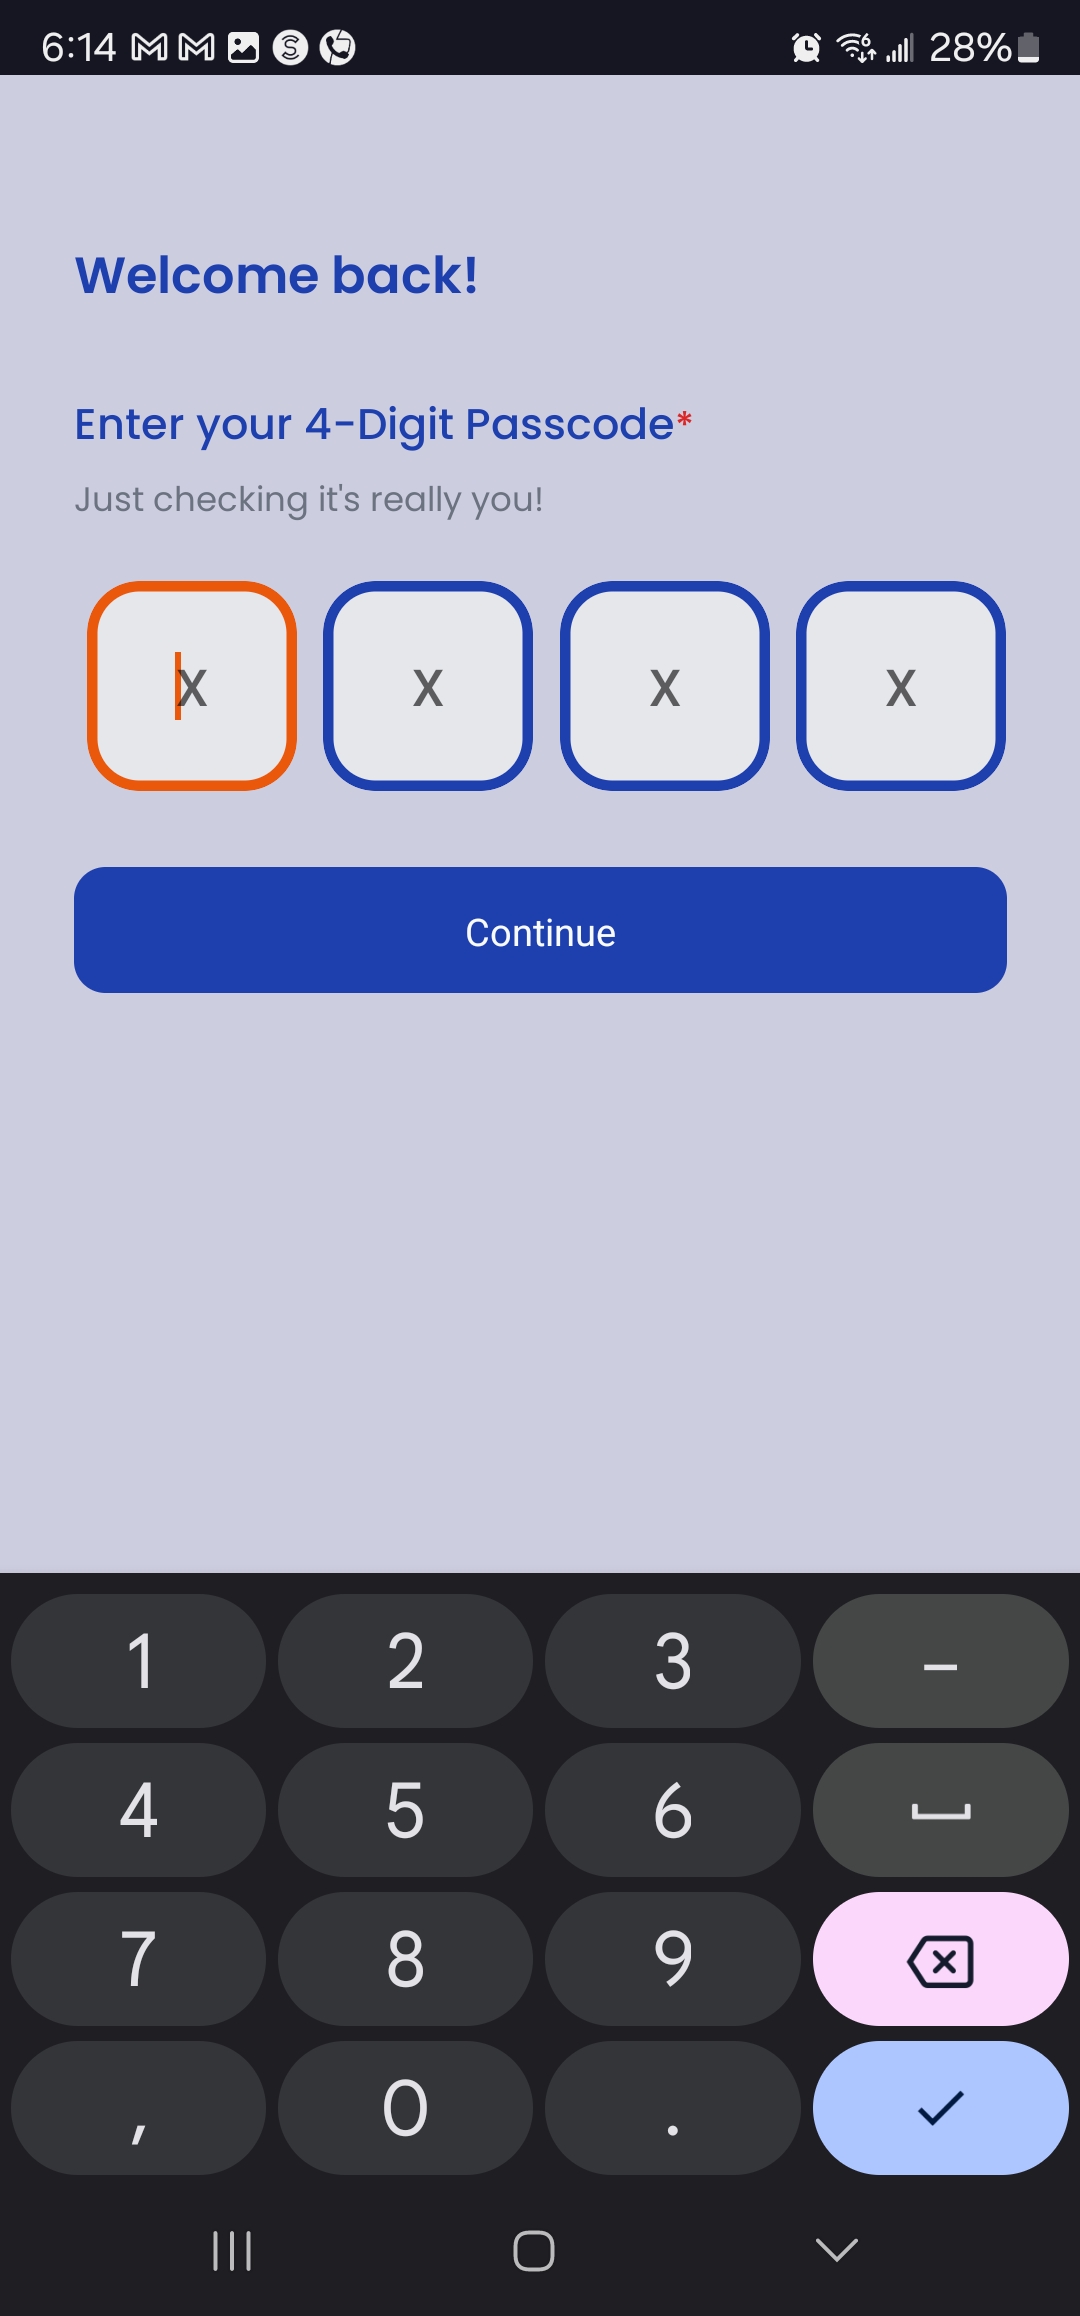 6:14 28%
Welcome back!
Enter your 4-Digit Passcode*
Just checking it's really you!
x x x x
Continue
1 2 3 –
4 5 6
7 8 9
, 0 .